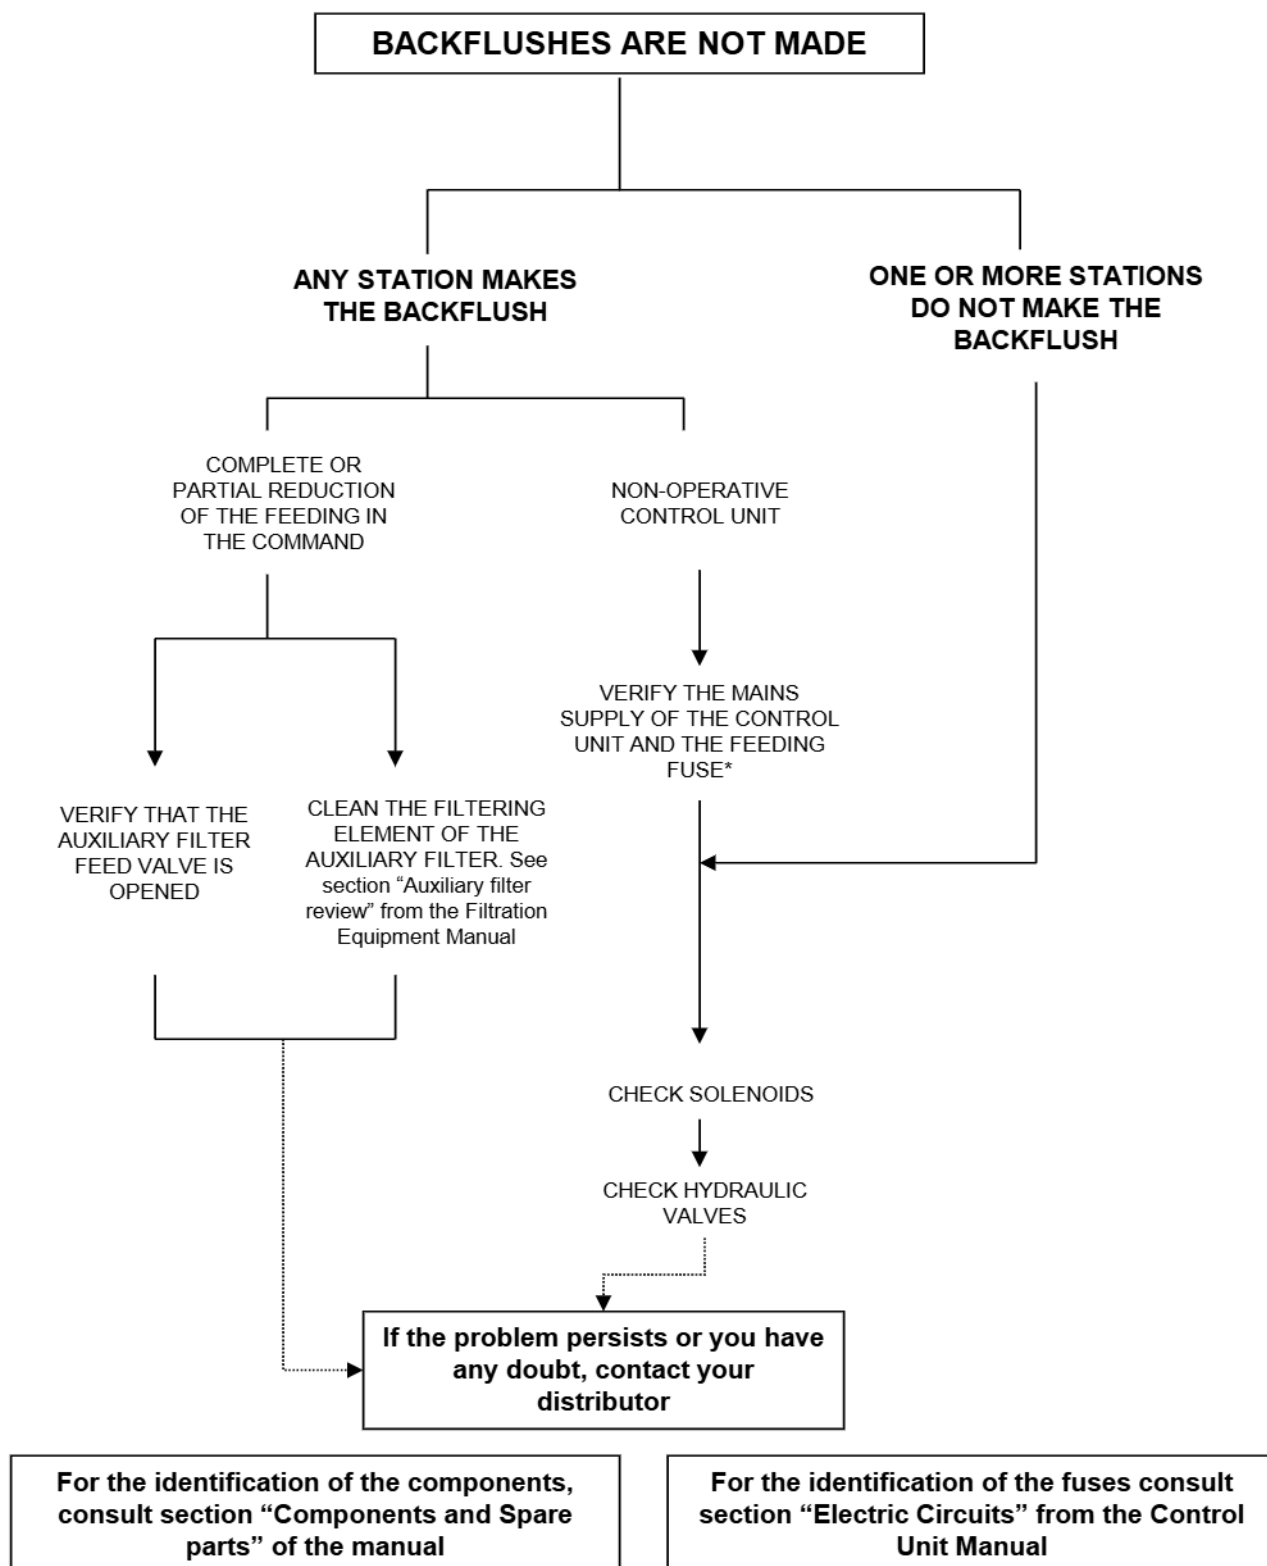 BACKFLUSHES ARE NOT MADE
ANY STATION MAKES
THE BACKFLUSH
ONE OR MORE STATIONS
DO NOT MAKE THE
BACKFLUSH
COMPLETE OR
PARTIAL REDUCTION
OF THE FEEDING IN
THE COMMAND
NON-OPERATIVE
CONTROL UNIT
VERIFY THE MAINS
SUPPLY OF THE CONTROL
UNIT AND THE FEEDING
FUSE*
VERIFY THAT THE
AUXILIARY FILTER
FEED VALVE IS
OPENED
CLEAN THE FILTERING
ELEMENT OF THE
AUXILIARY FILTER. See
section “Auxiliary filter
review” from the Filtration
Equipment Manual
CHECK SOLENOIDS
CHECK HYDRAULIC
VALVES
If the problem persists or you have
any doubt, contact your
distributor
For the identification of the components,
consult section “Components and Spare
parts” of the manual
For the identification of the fuses consult
section “Electric Circuits” from the Control
Unit Manual